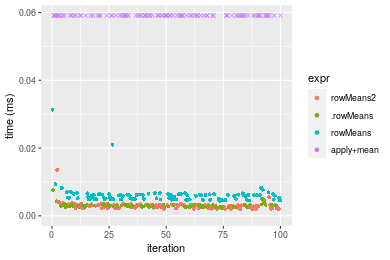 0.06
0.04
0.02
0.00
time (ms)
0
25
50
75
100
iteration
expr
rowMeans2
.rowMeans
rowMeans
apply+mean